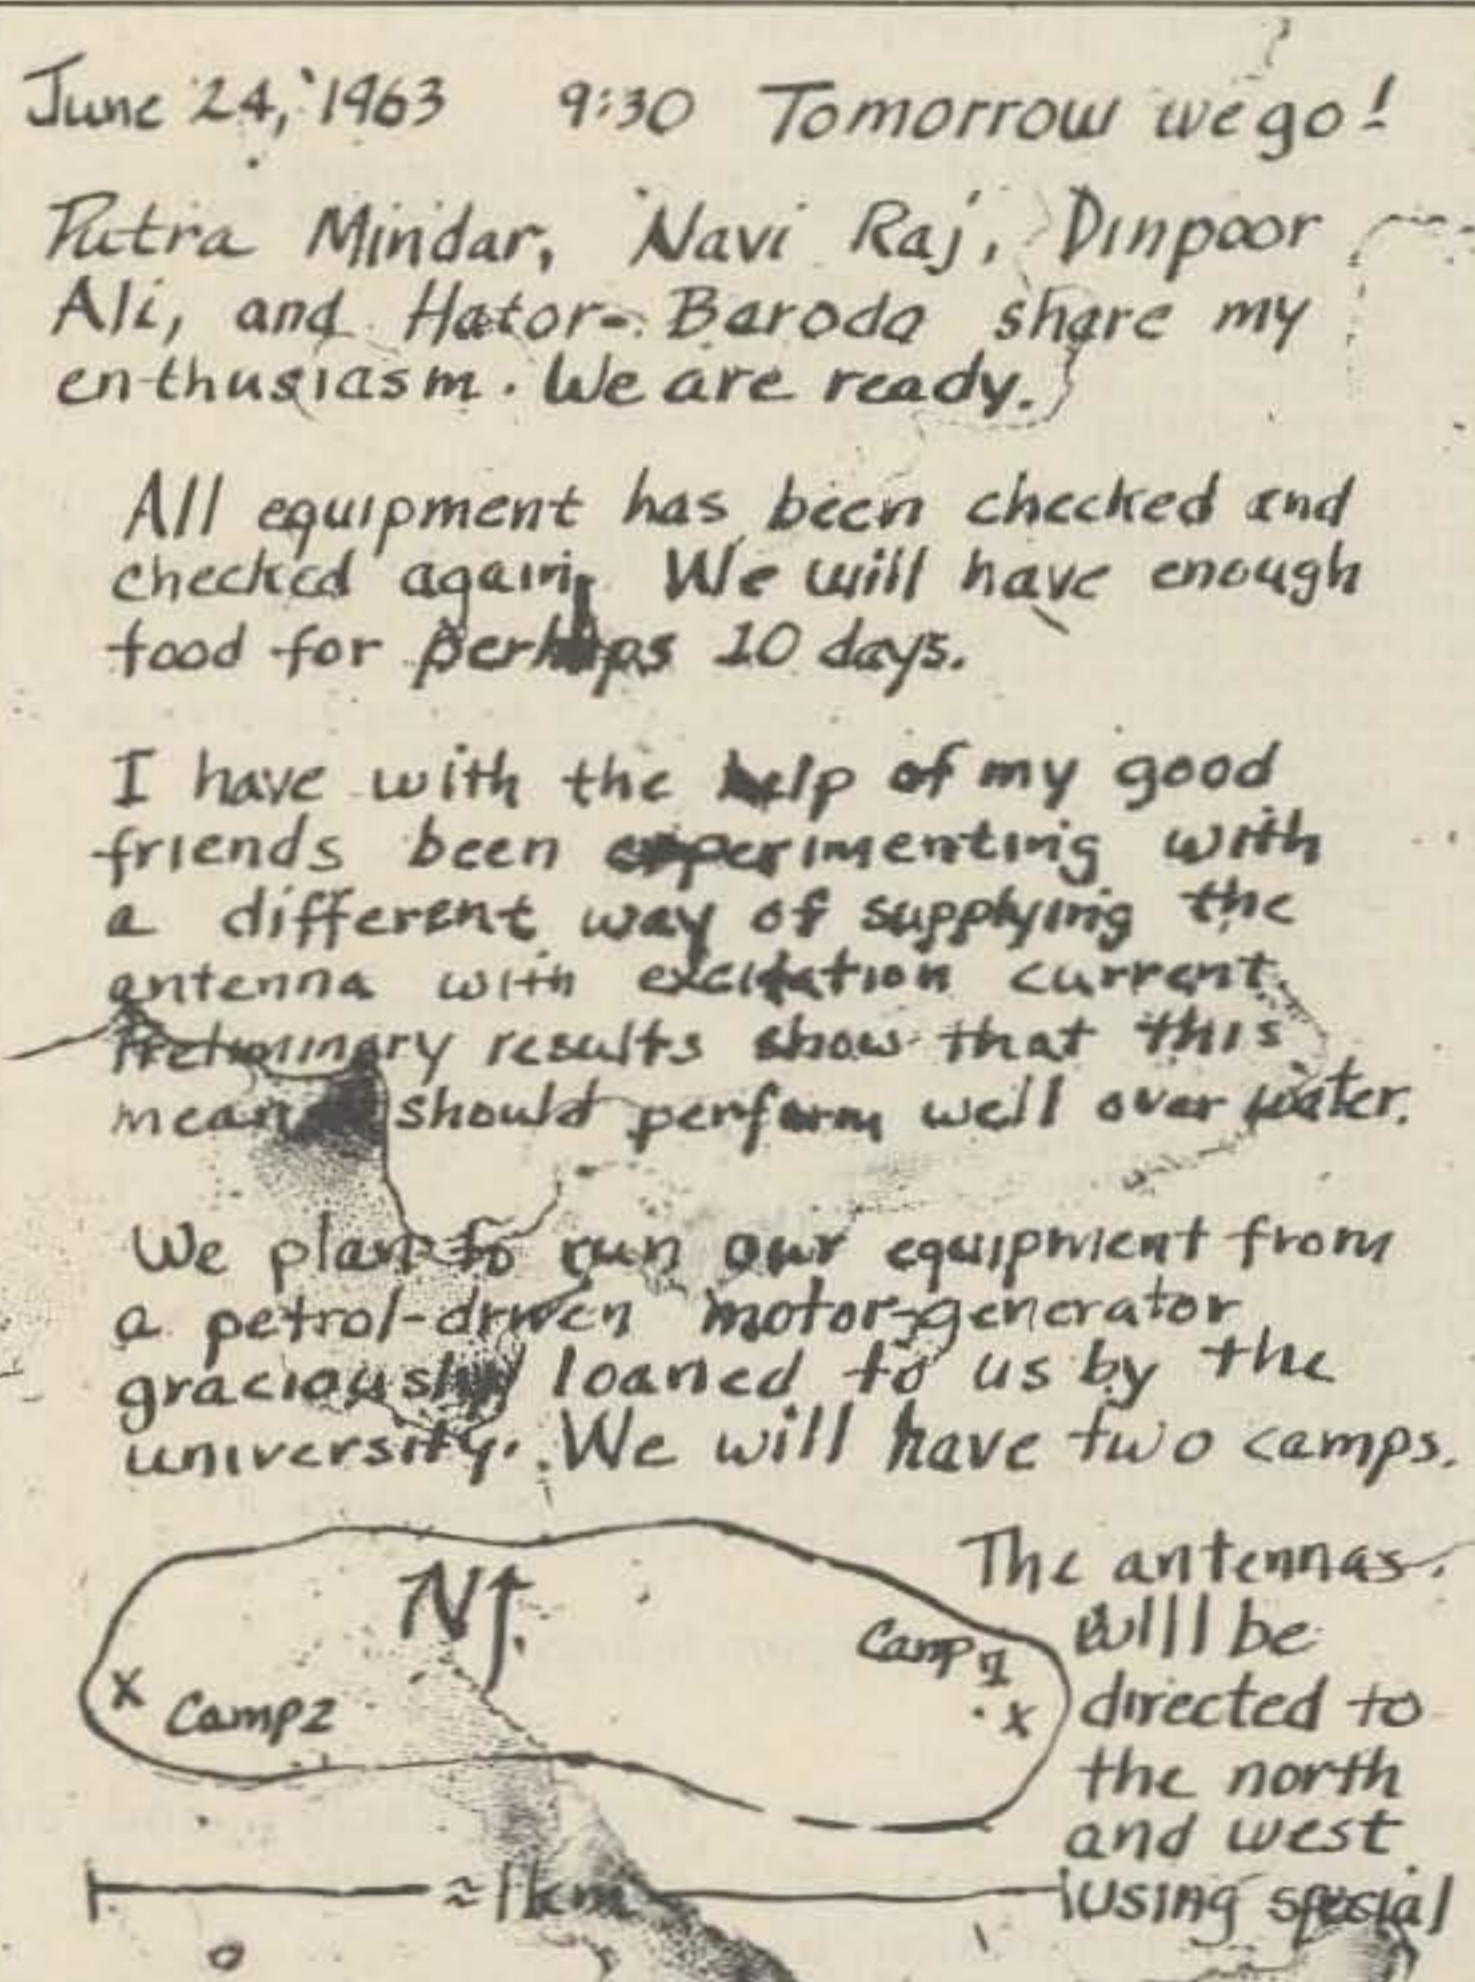 June 24, 1963 9:30 Tomorrow we go!
Putra Mindar, Navi Raj, Dinpoor
Ali, and Hator-Baroda share my
enthusiasm. We are ready.
All equipment has been checked and
checked again. We will have enough
food for perhaps 10 days.
I have with the help of my good
friends been experimenting with
a different way of supplying the
antenna with excitation current.
Preliminary results show that this
means should perform well over water.
We plan to run our equipment from
a petrol-driven motor-generator
graciously loaned to us by the
university. We will have two camps.
The antennas
will be
directed to
the north
and west
using special
N
Camp 1
x
x Camp 2
≈1km